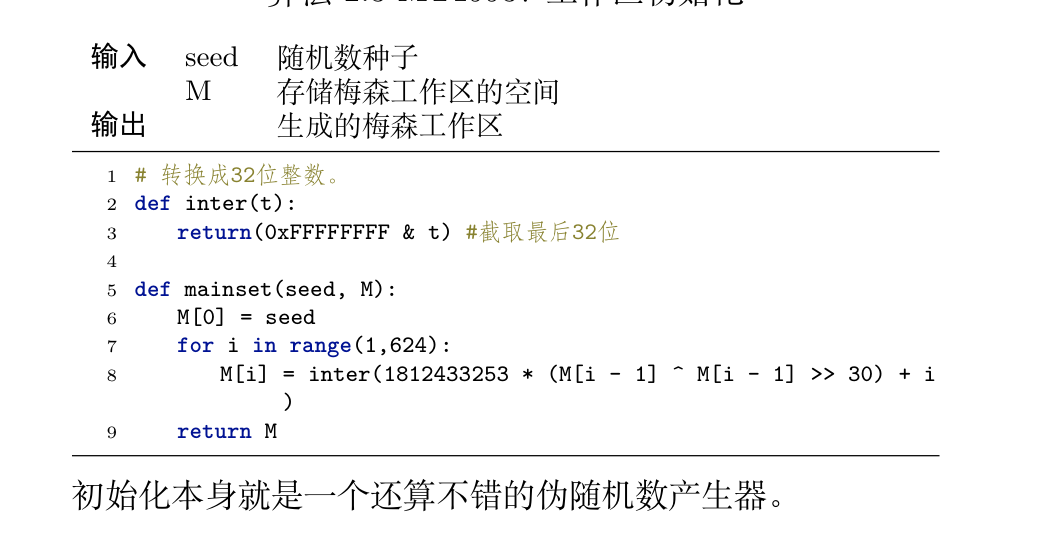 输入 seed 随机数种子
M 存储梅森工作区的空间
输出 生成的梅森工作区
1 # 转换成32位整数。
2 def inter(t):
3 return(0xFFFFFFFF & t) #截取最后32位
4
5 def mainset(seed, M):
6 M[0] = seed
7 for i in range(1,624):
8 M[i] = inter(1812433253 * (M[i - 1] ^ M[i - 1] >> 30) + i
)
9 return M
初始化本身就是一个还算不错的伪随机数产生器。